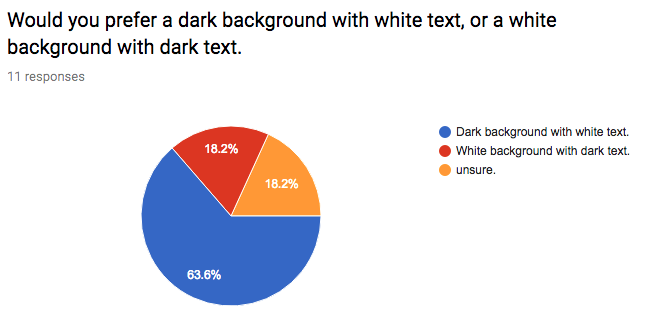 Would you prefer a dark background with white text, or a white
background with dark text.
11 responses
Dark background with white text.
White background with dark text.
unsure.
18.2%
18.2%
63.6%